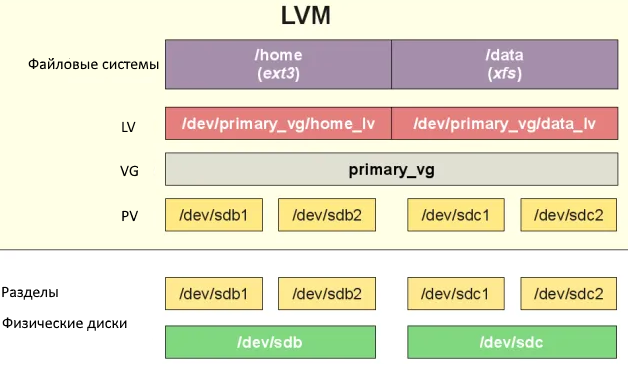 LVM
Файловые системы
/home
(ext3)
/data
(xfs)
LV
/dev/primary_vg/home_lv
/dev/primary_vg/data_lv
VG
primary_vg
PV
/dev/sdb1
/dev/sdb2
/dev/sdc1
/dev/sdc2
Разделы
/dev/sdb1
/dev/sdb2
/dev/sdc1
/dev/sdc2
Физические диски
/dev/sdb
/dev/sdc